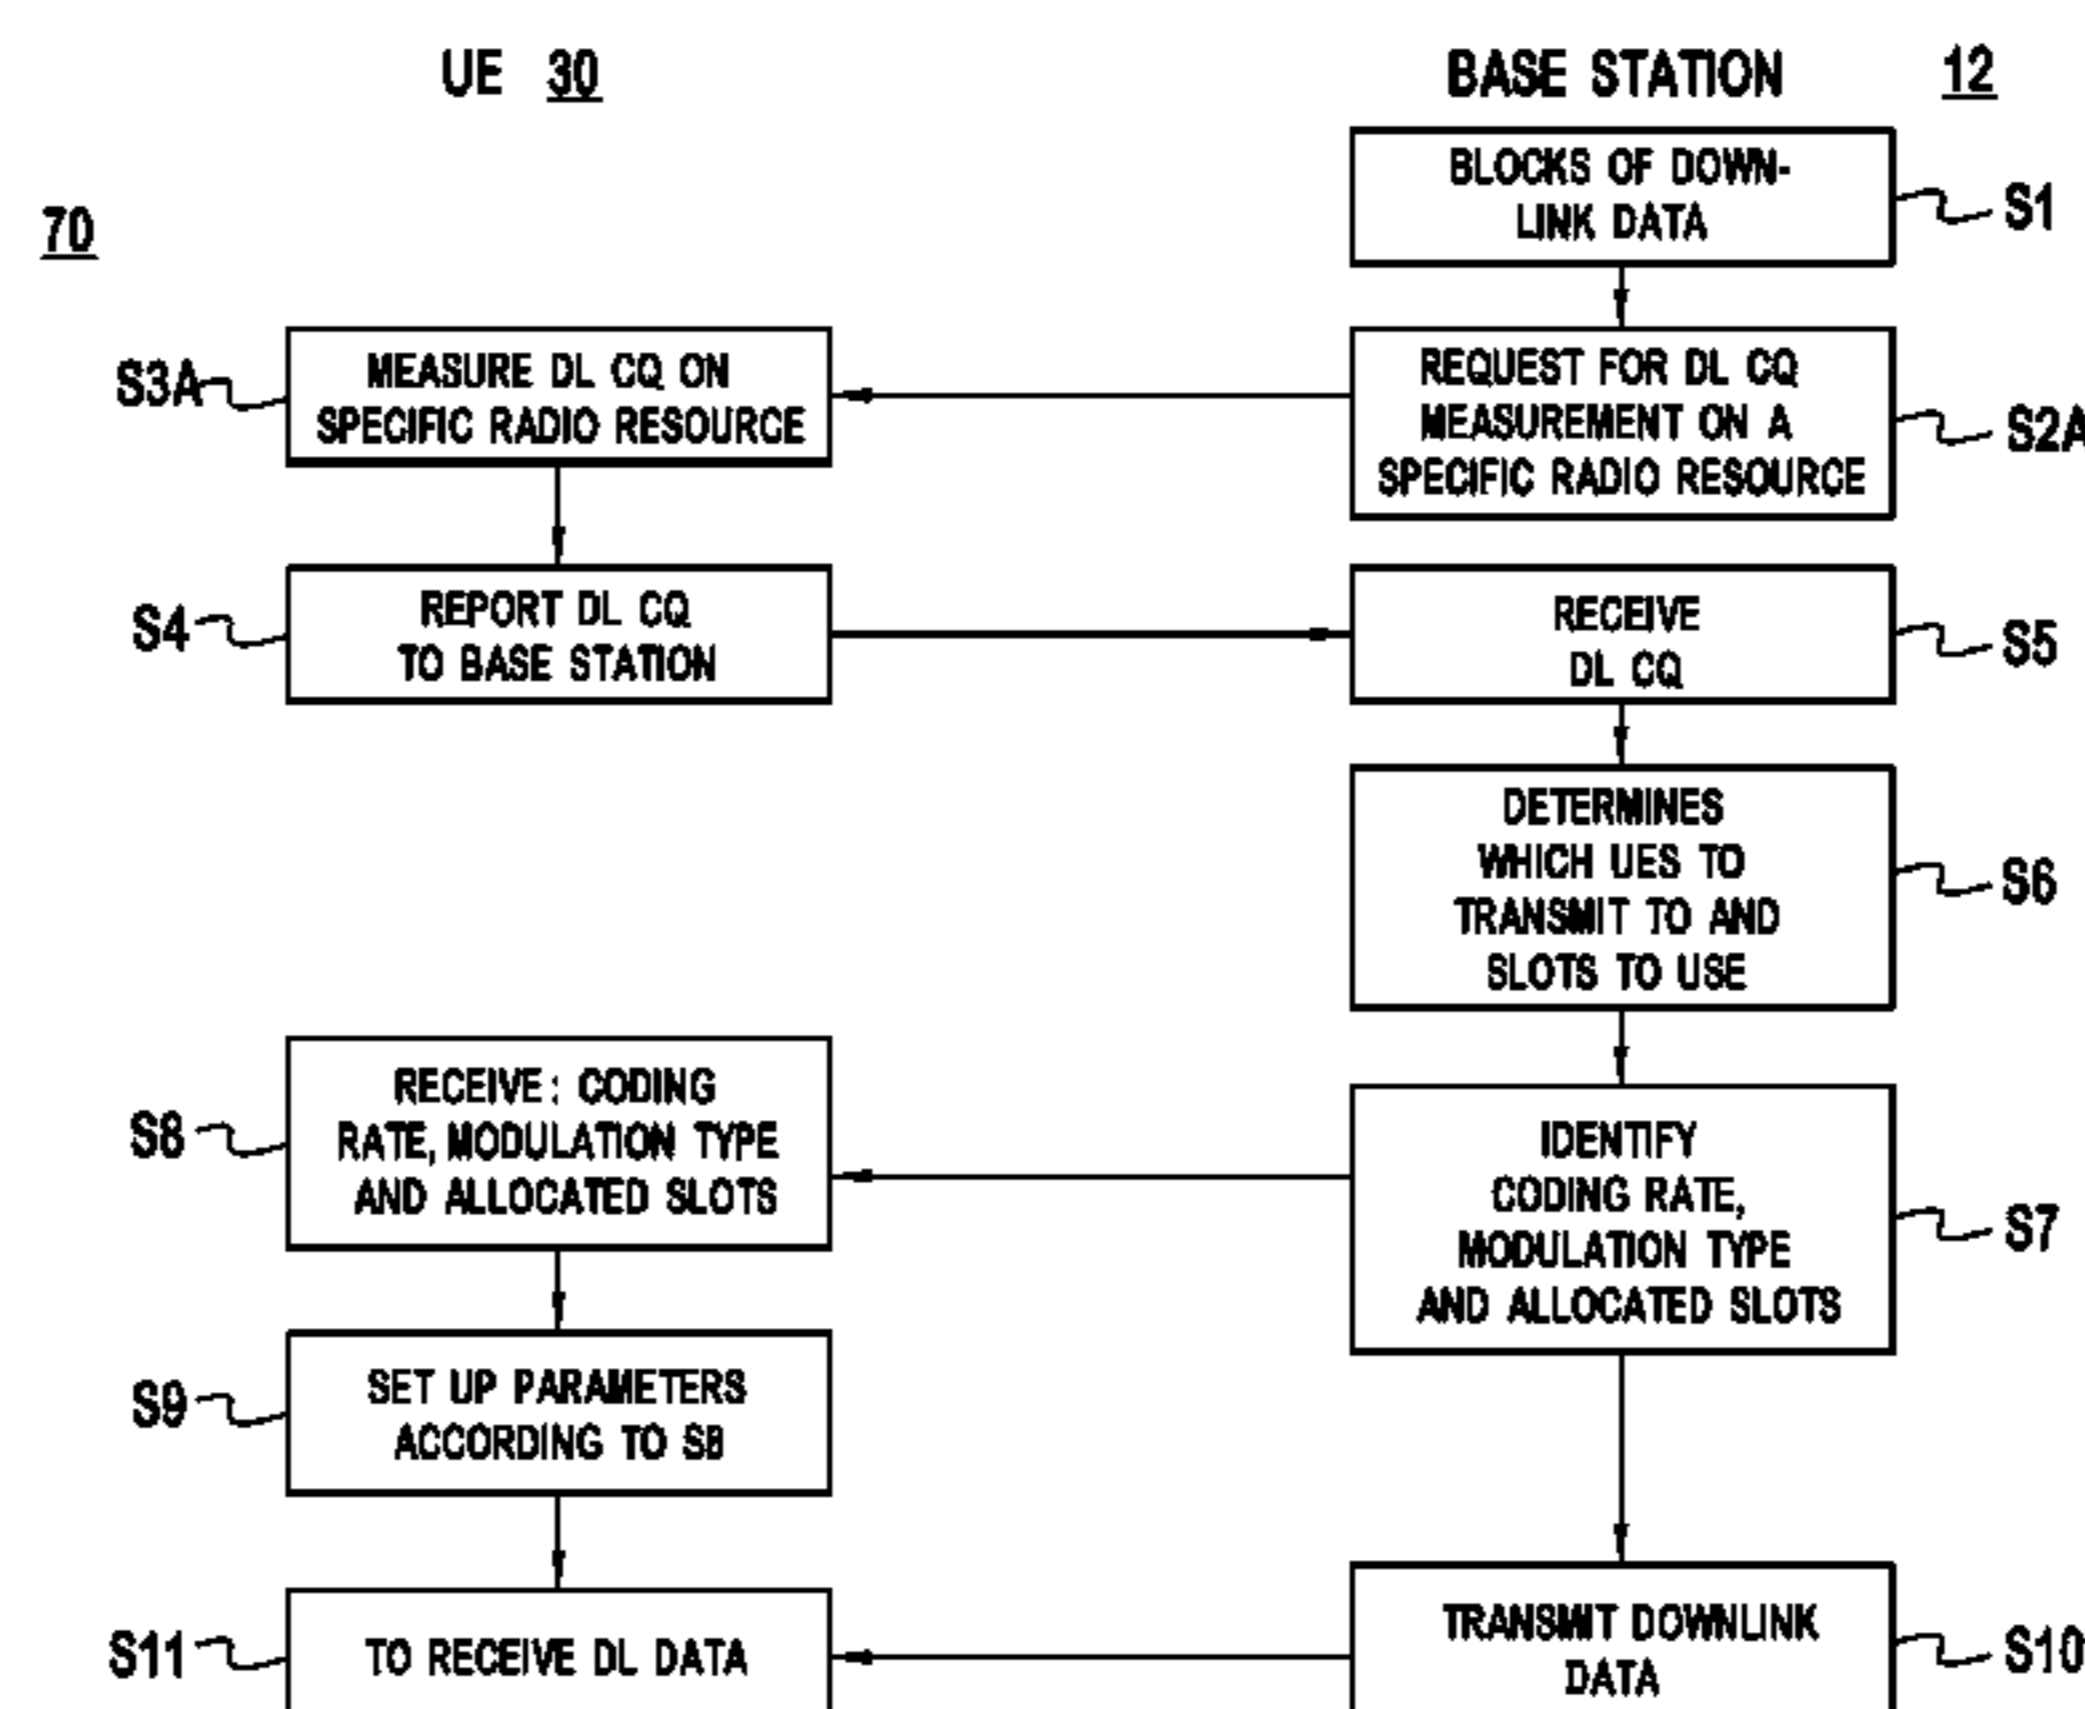 UE 30
BASE STATION 12
70
BLOCKS OF DOWN-
LINK DATA
S1
S3A
MEASURE DL CQ ON
SPECIFIC RADIO RESOURCE
REQUEST FOR DL CQ
MEASUREMENT ON A
SPECIFIC RADIO RESOURCE
S2A
S4
REPORT DL CQ
TO BASE STATION
RECEIVE
DL CQ
S5
DETERMINES
WHICH UES TO
TRANSMIT TO AND
SLOTS TO USE
S6
S8
RECEIVE: CODING
RATE, MODULATION TYPE
AND ALLOCATED SLOTS
IDENTIFY
CODING RATE,
MODULATION TYPE
AND ALLOCATED SLOTS
S7
S9
SET UP PARAMETERS
ACCORDING TO S8
S11
TO RECEIVE DL DATA
TRANSMIT DOWNLINK
DATA
S10